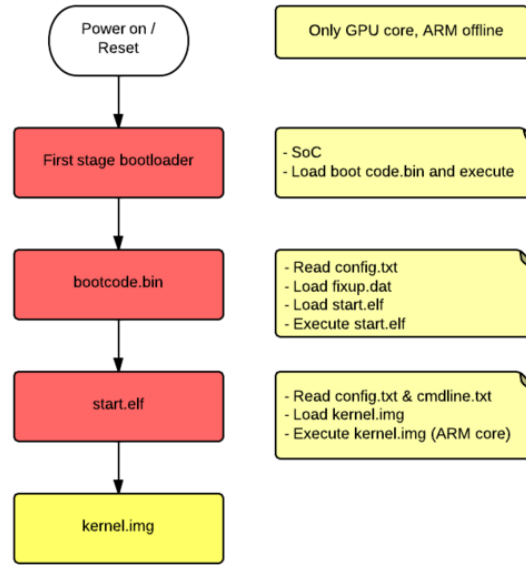 Power on /
Reset
Only GPU core, ARM offline
First stage bootloader
- SoC
- Load boot code.bin and execute
bootcode.bin
- Read config.txt
- Load fixup.dat
- Load start.elf
- Execute start.elf
start.elf
- Read config.txt & cmdline.txt
- Load kernel.img
- Execute kernel.img (ARM core)
kernel.img